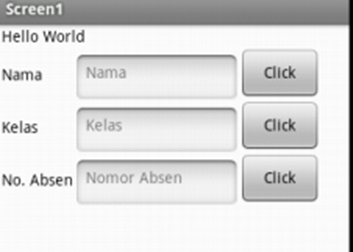 Screen1
Hello World
Nama Nama Click
Kelas Kelas Click
No. Absen Nomor Absen Click